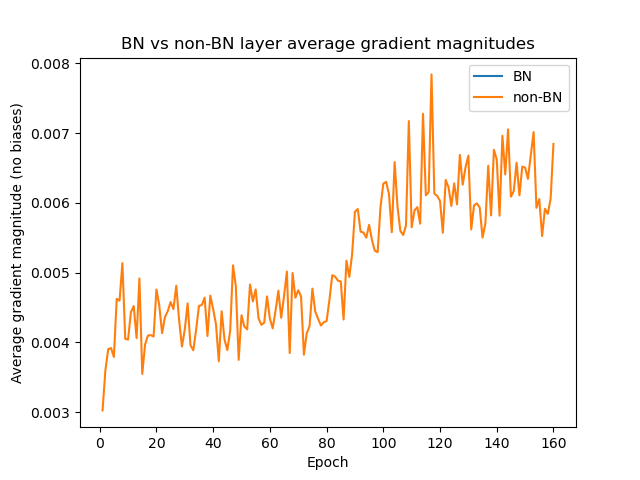 BN vs non-BN layer average gradient magnitudes
0.008
0.007
0.006
0.005
0.004
0.003
Average gradient magnitude (no biases)
BN
non-BN
0 20 40 60 80 100 120 140 160
Epoch